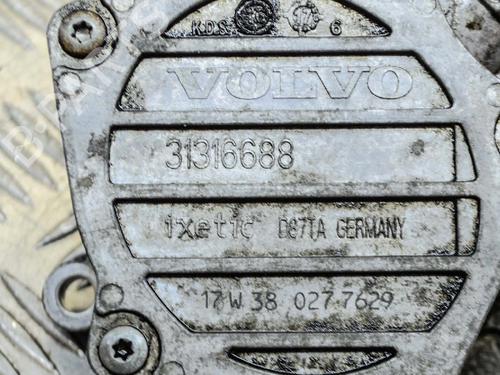 KDS 6
VOLVO
31316688
ixetic D87TA GERMANY
17W38 027 7629